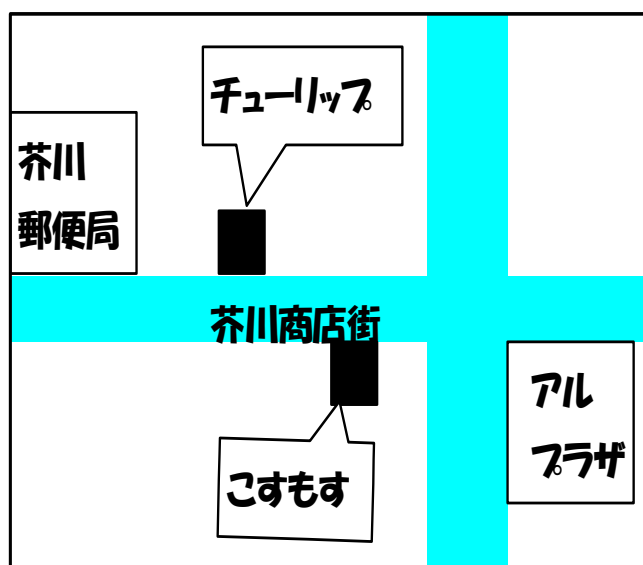 チューリップ
芥川
郵便局
芥川商店街
アル
プラザ
こすもす